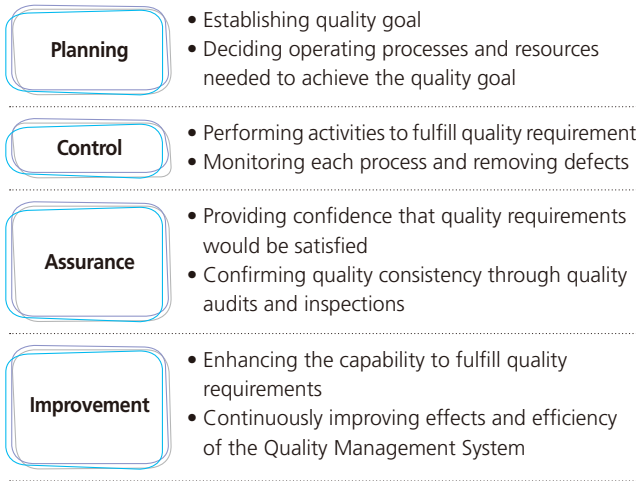 Planning
• Establishing quality goal
• Deciding operating processes and resources
needed to achieve the quality goal
Control
• Performing activities to fulfill quality requirement
• Monitoring each process and removing defects
Assurance
• Providing confidence that quality requirements
would be satisfied
• Confirming quality consistency through quality
audits and inspections
Improvement
• Enhancing the capability to fulfill quality
requirements
• Continuously improving effects and efficiency
of the Quality Management System